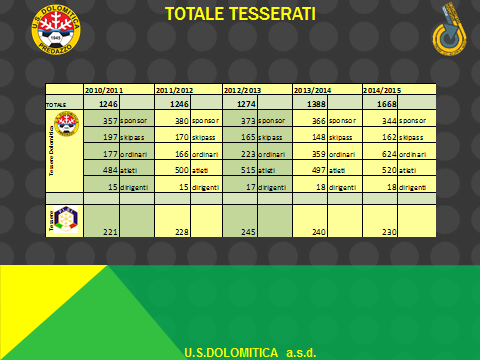 TOTALE TESSERATI
U.S. DOLOMITICA
1945
PREDAZZO
2010/2011 2011/2012 2012/2013 2013/2014 2014/2015
TOTALE 1246 1246 1274 1388 1668
Tessere Dolomitica
357 sponsor 380 sponsor 373 sponsor 366 sponsor 344 sponsor
197 skipass 170 skipass 165 skipass 148 skipass 162 skipass
177 ordinari 166 ordinari 223 ordinari 359 ordinari 624 ordinari
484 atleti 500 atleti 515 atleti 497 atleti 520 atleti
15 dirigenti 15 dirigenti 17 dirigenti 18 dirigenti 18 dirigenti
Tessere
221 228 245 240 230
U.S.DOLOMITICA a.s.d.